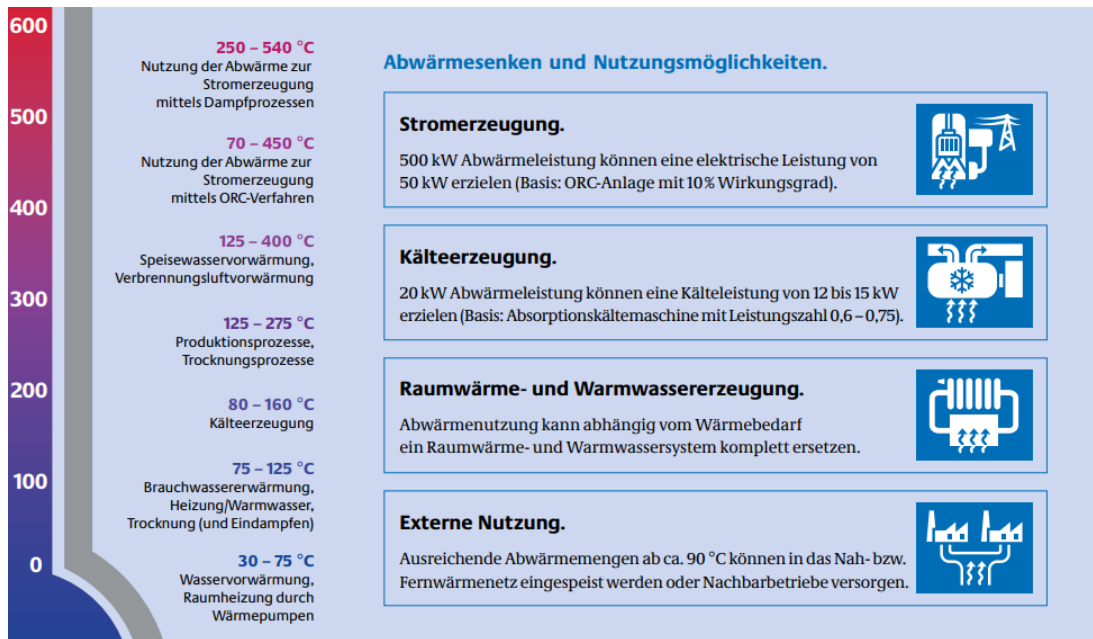 600
500
400
300
200
100
0
250 – 540 °C
Nutzung der Abwärme zur
Stromerzeugung
mittels Dampfprozessen
70 – 450 °C
Nutzung der Abwärme zur
Stromerzeugung
mittels ORC-Verfahren
125 – 400 °C
Speisewasservorwärmung,
Verbrennungsluftvorwärmung
125 – 275 °C
Produktionsprozesse,
Trocknungsprozesse
80 – 160 °C
Kälteerzeugung
75 – 125 °C
Brauchwassererwärmung,
Heizung/Warmwasser,
Trocknung (und Eindampfen)
30 – 75 °C
Wasservorwärmung,
Raumheizung durch
Wärmepumpen
Abwärmesenken und Nutzungsmöglichkeiten.
Stromerzeugung.
500 kW Abwärmeleistung können eine elektrische Leistung von
50 kW erzielen (Basis: ORC-Anlage mit 10 % Wirkungsgrad).
Kälteerzeugung.
20 kW Abwärmeleistung können eine Kälteleistung von 12 bis 15 kW
erzielen (Basis: Absorptionskältemaschine mit Leistungszahl 0,6 – 0,75).
Raumwärme- und Warmwassererzeugung.
Abwärmenutzung kann abhängig vom Wärmebedarf
ein Raumwärme- und Warmwassersystem komplett ersetzen.
Externe Nutzung.
Ausreichende Abwärmemengen ab ca. 90 °C können in das Nah- bzw.
Fernwärmenetz eingespeist werden oder Nachbarbetriebe versorgen.